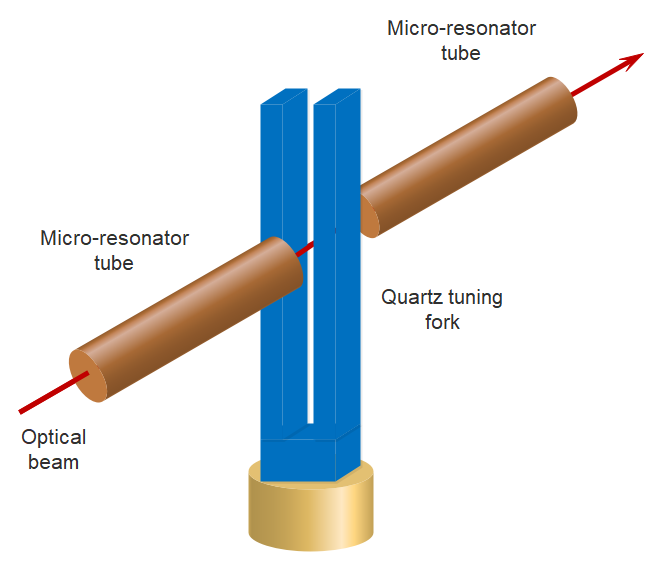 Micro-resonator
tube
Micro-resonator
tube
Quartz tuning
fork
Optical
beam